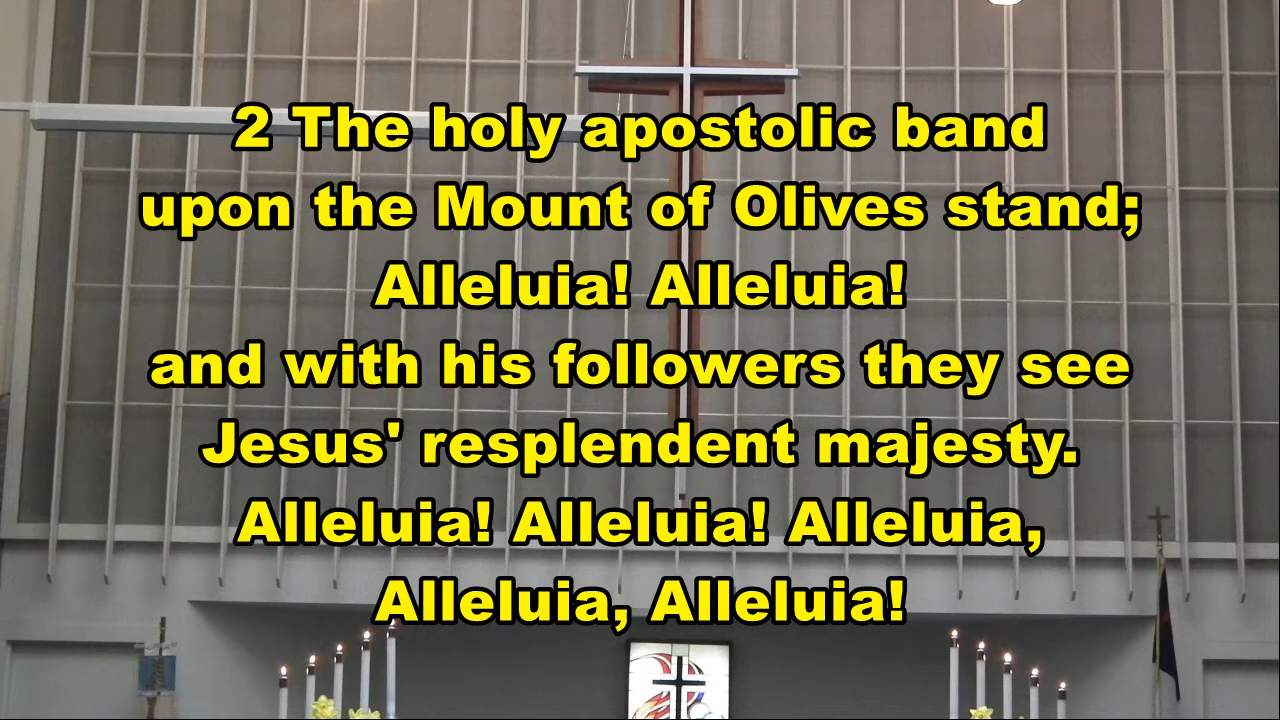 2 The holy apostolic band
upon the Mount of Olives stand;
Alleluia! Alleluia!
and with his followers they see
Jesus' resplendent majesty.
Alleluia! Alleluia! Alleluia,
Alleluia, Alleluia!